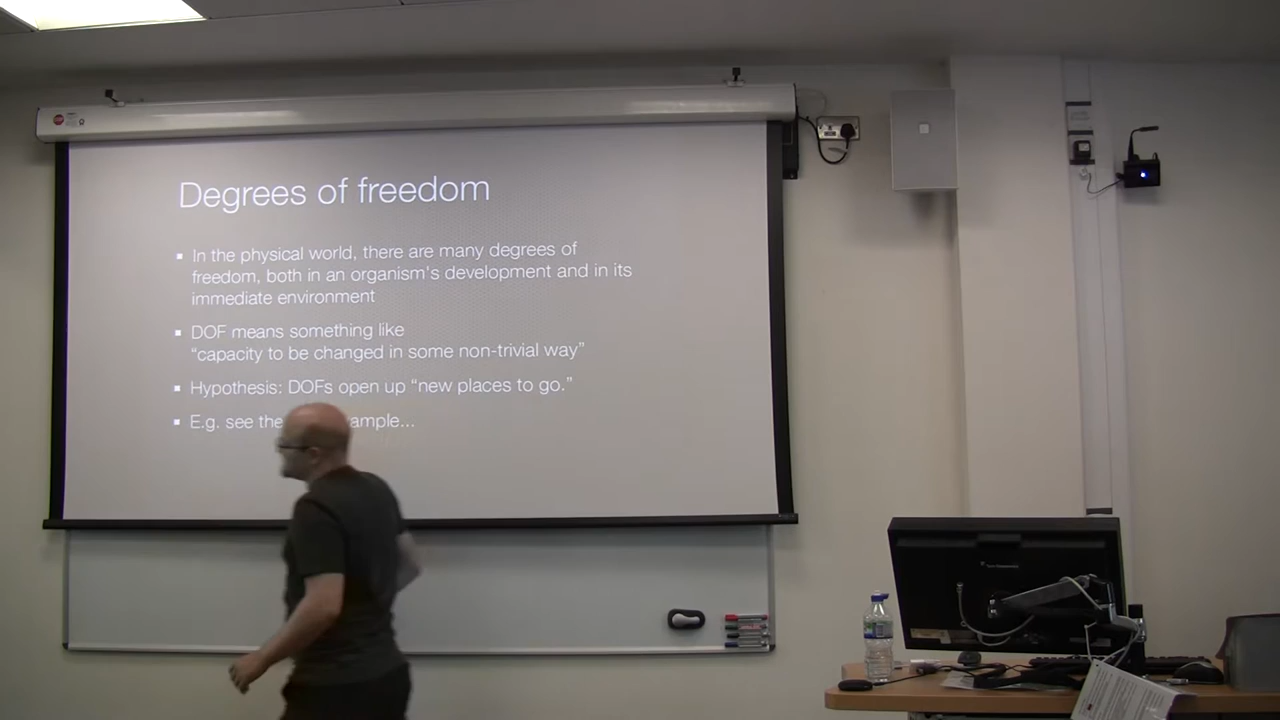 Degrees of freedom
▪ In the physical world, there are many degrees of
freedom, both in an organism's development and in its
immediate environment
▪ DOF means something like
“capacity to be changed in some non-trivial way”
▪ Hypothesis: DOFs open up “new places to go.”
▪ E.g. see the ample...